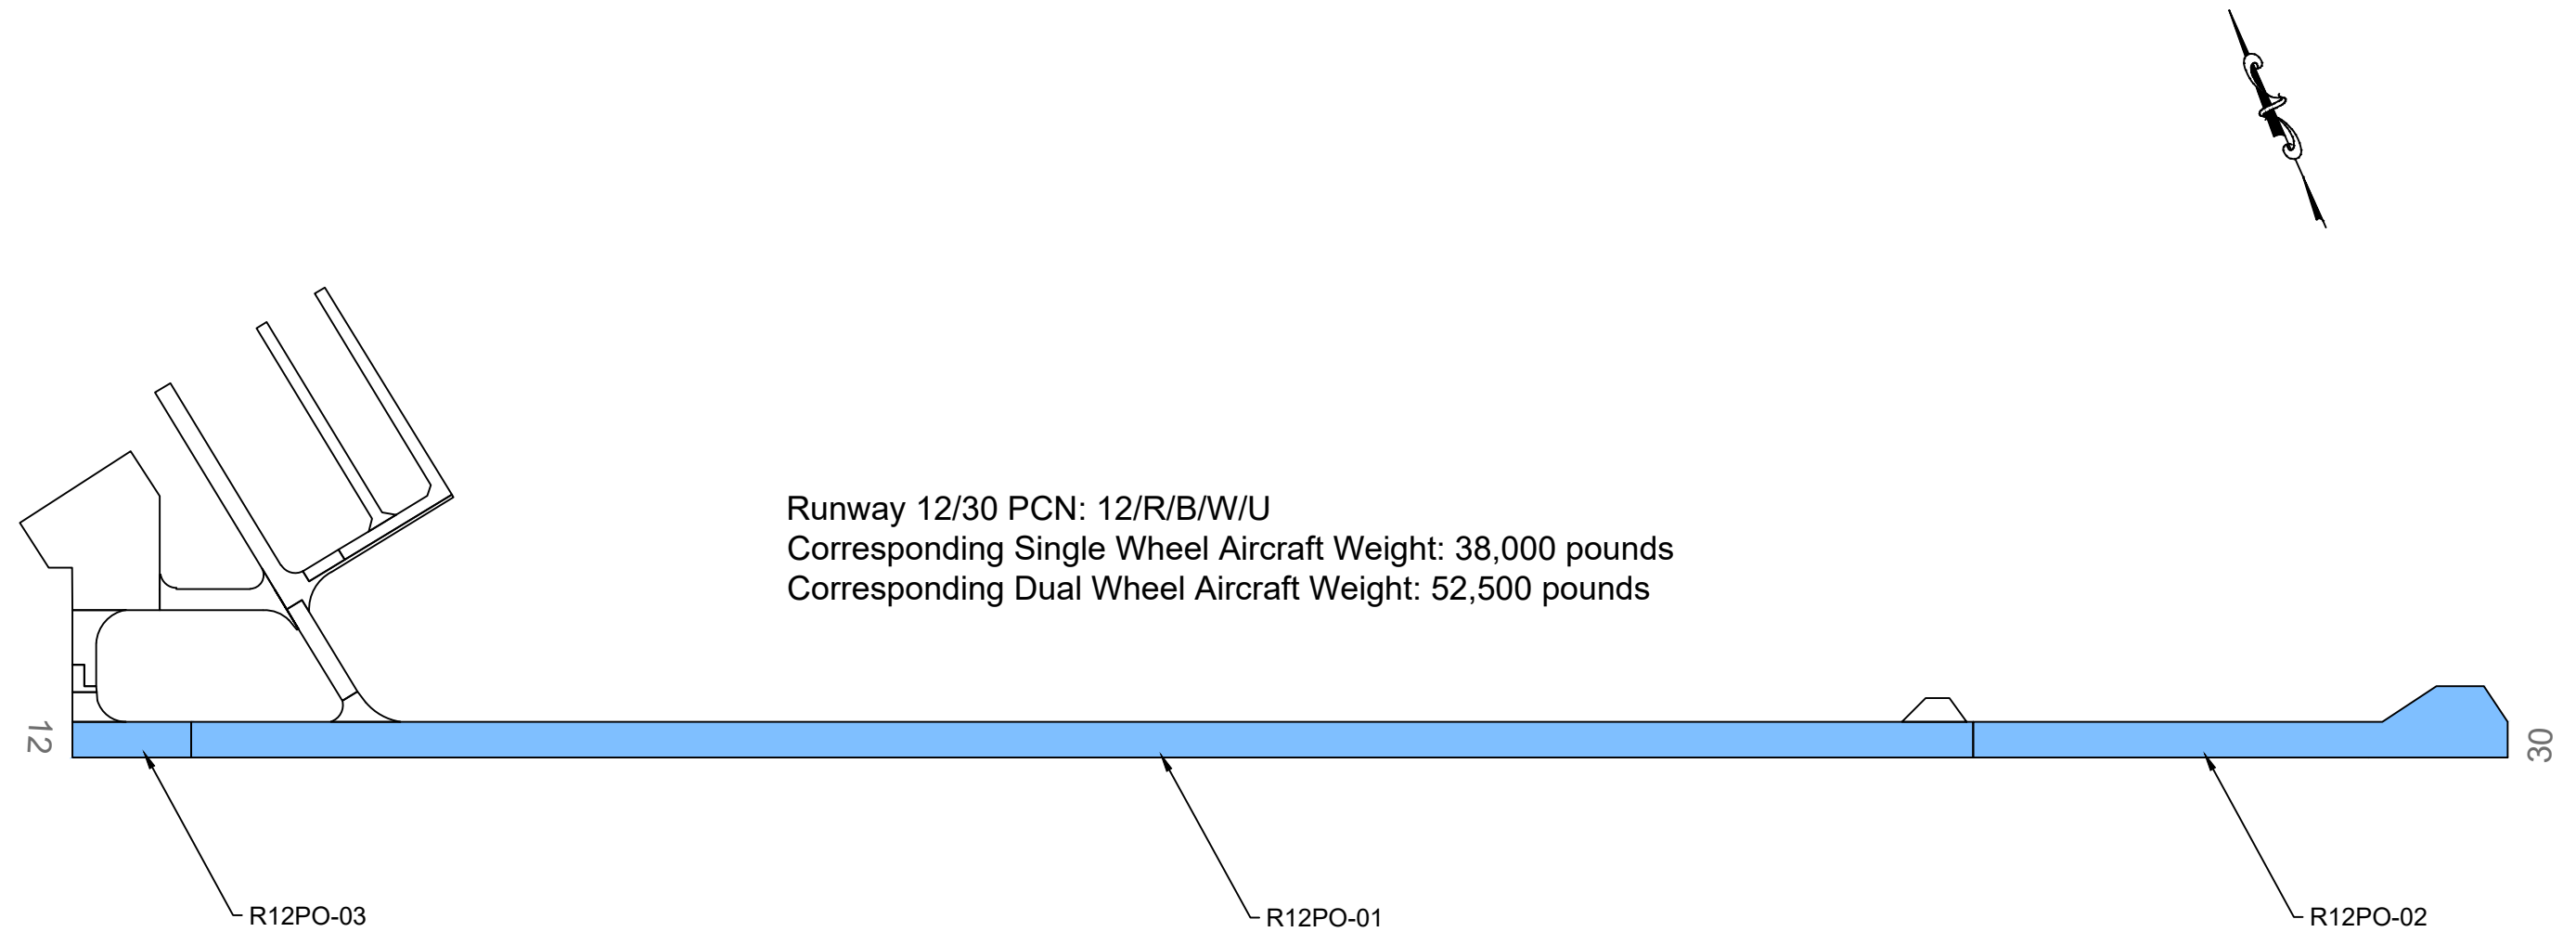 Runway 12/30 PCN: 12/R/B/W/U
Corresponding Single Wheel Aircraft Weight: 38,000 pounds
Corresponding Dual Wheel Aircraft Weight: 52,500 pounds
12
30
R12PO-03
R12PO-01
R12PO-02